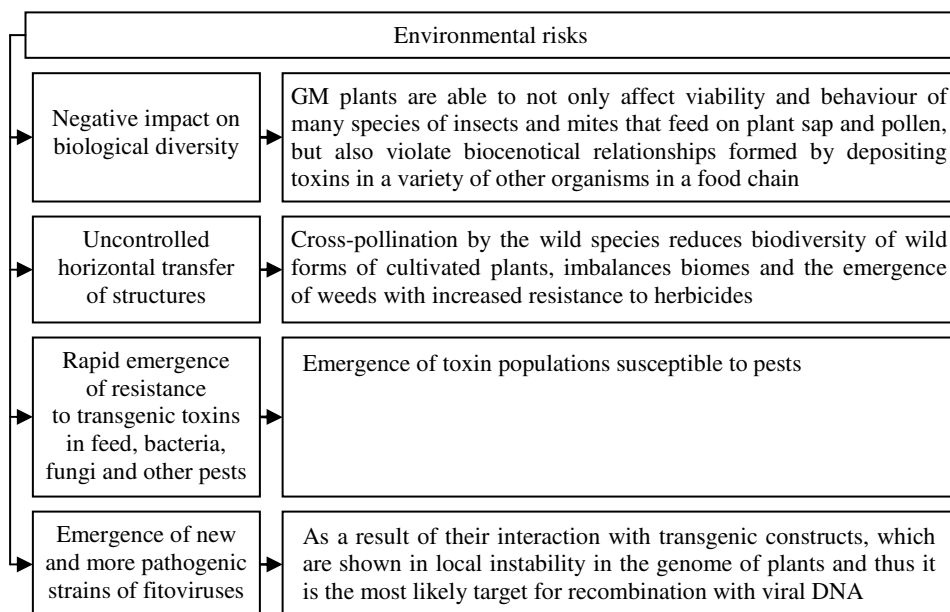 Environmental risks
Negative impact on
biological diversity
GM plants are able to not only affect viability and behaviour of
many species of insects and mites that feed on plant sap and pollen,
but also violate biocenotical relationships formed by depositing
toxins in a variety of other organisms in a food chain
Uncontrolled
horizontal transfer
of structures
Cross-pollination by the wild species reduces biodiversity of wild
forms of cultivated plants, imbalances biomes and the emergence
of weeds with increased resistance to herbicides
Rapid emergence
of resistance
to transgenic toxins
in feed, bacteria,
fungi and other pests
Emergence of toxin populations susceptible to pests
Emergence of new
and more pathogenic
strains of fitoviruses
As a result of their interaction with transgenic constructs, which
are shown in local instability in the genome of plants and thus it
is the most likely target for recombination with viral DNA